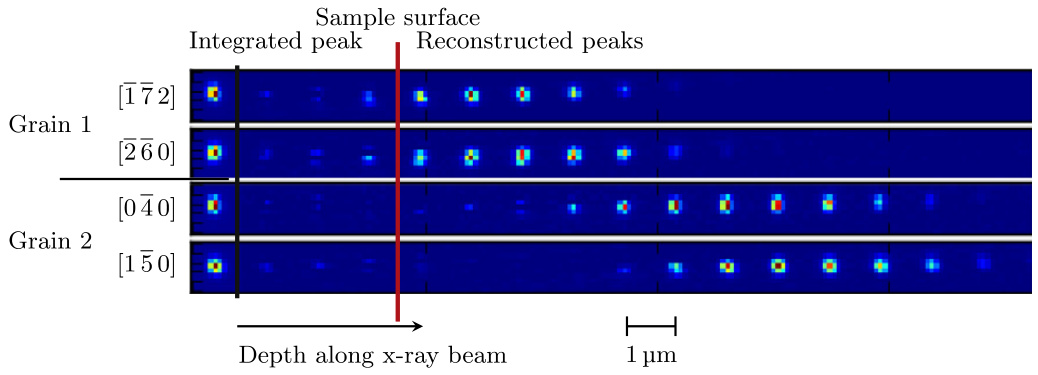 Sample surface
Integrated peak
Reconstructed peaks
[1̅ 7̅ 2]
Grain 1
[2̅ 6̅ 0]
[0 4̅ 0]
Grain 2
[1 5̅ 0]
Depth along x-ray beam
1 μm